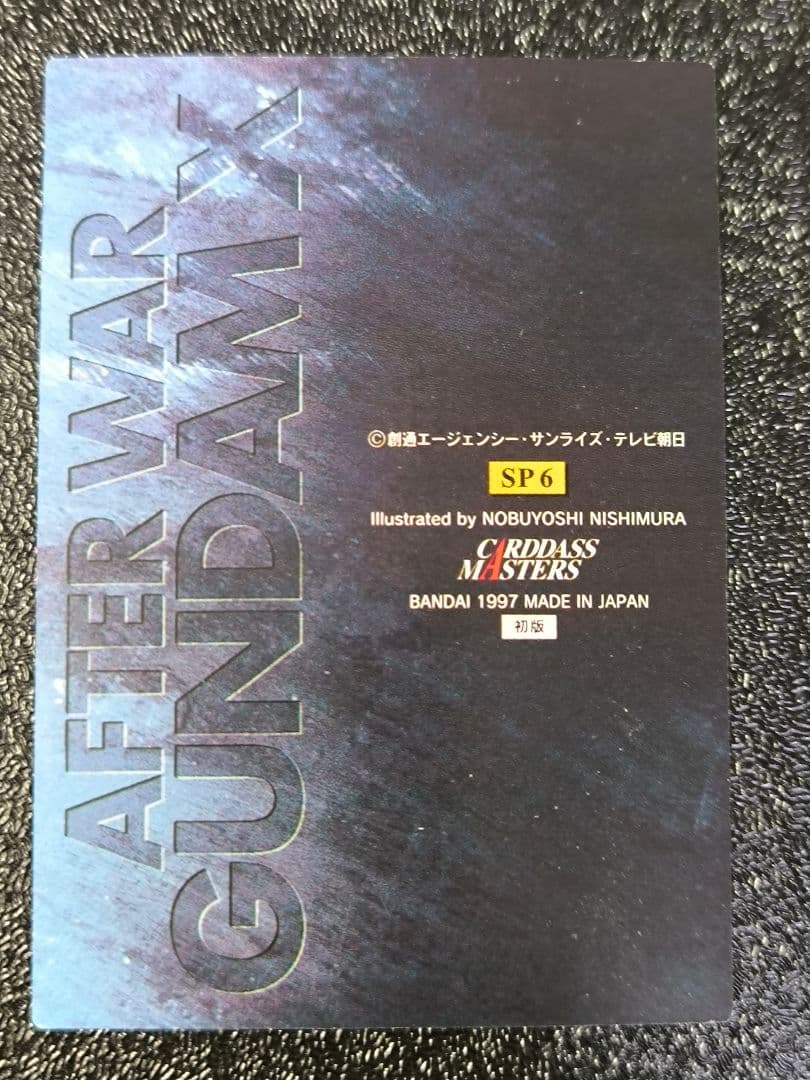 AFTER WAR
GUNDAM X
©創通エージェンシー・サンライズ・テレビ朝日
SP 6
Illustrated by NOBUYOSHI NISHIMURA
CARDDASS
MASTERS
BANDAI 1997 MADE IN JAPAN
初版